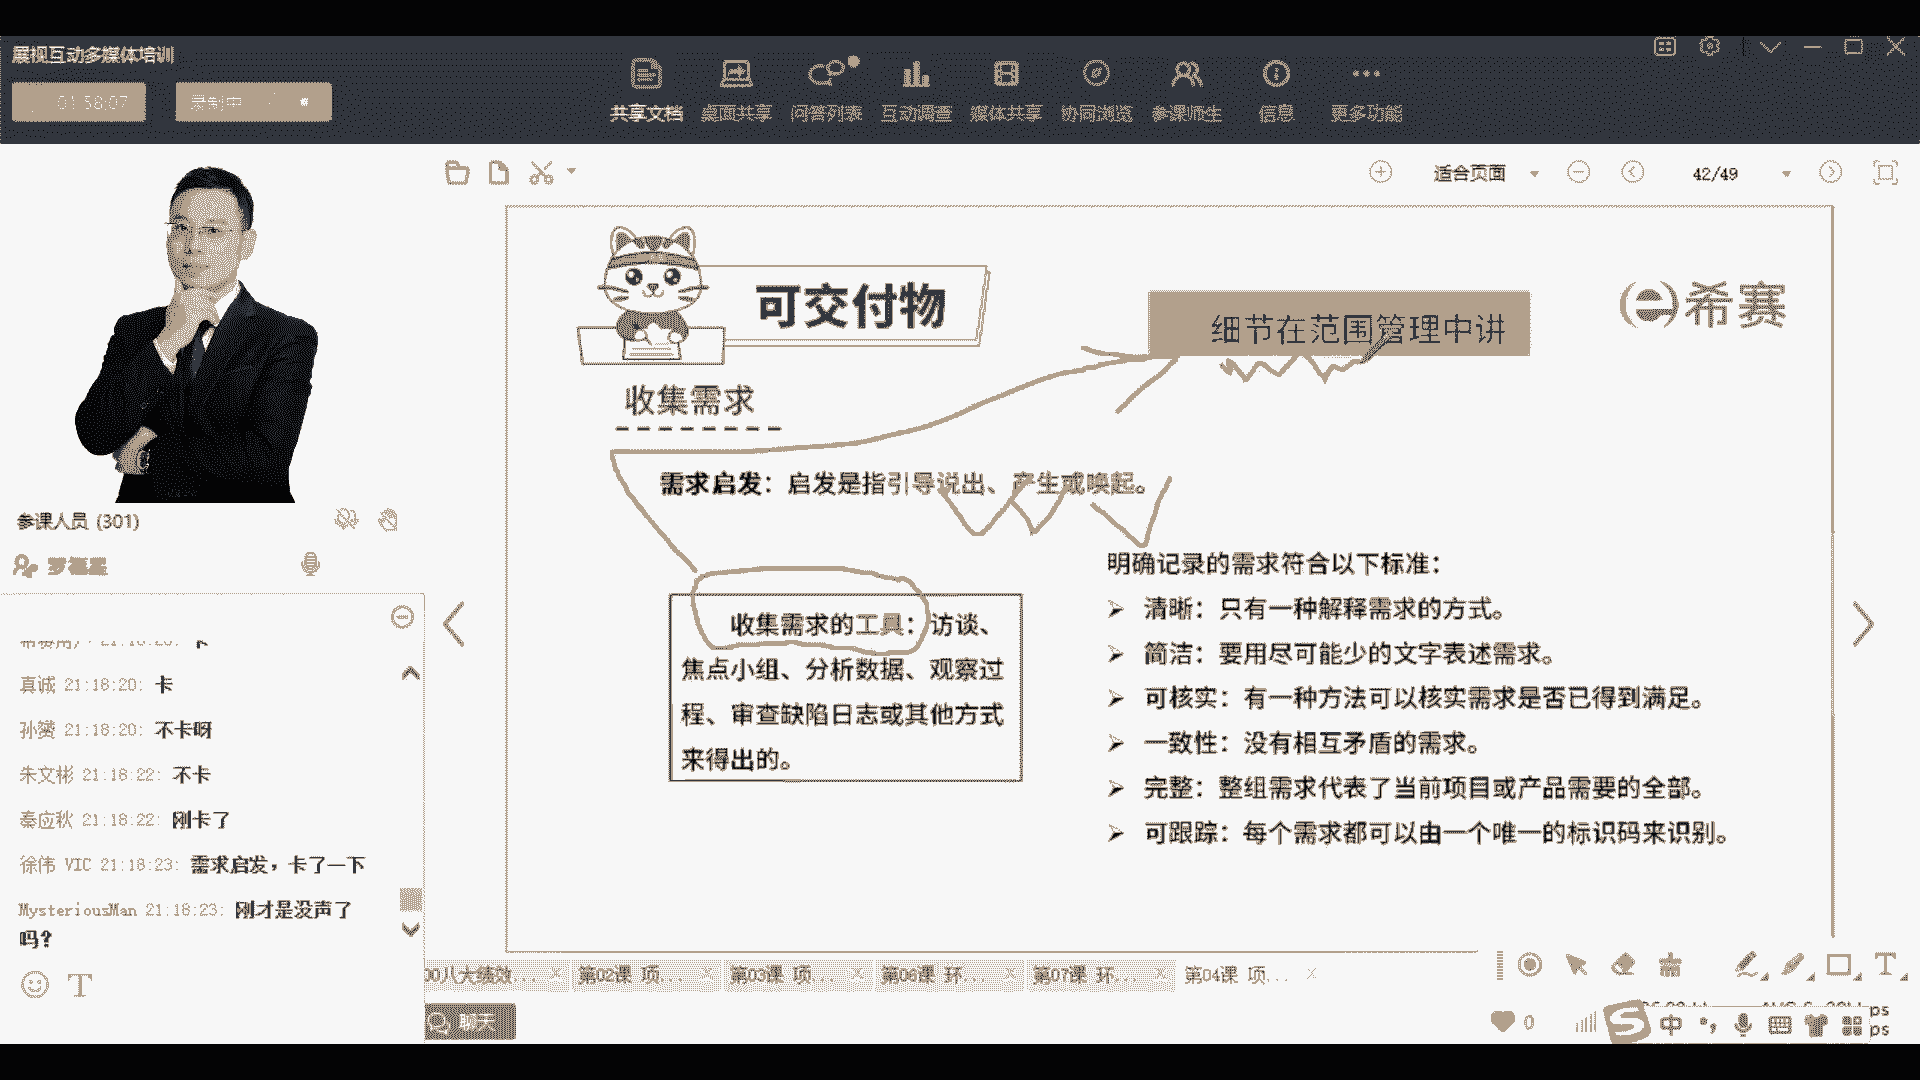 展视互动多媒体培训
01:58:07
录制中
共享文档 桌面共享 问答列表 互动调查 媒体共享 协同浏览 参课师生 信息 更多功能
适合页面
42/49
可交付物
细节在范围管理中讲
希赛
收集需求
需求启发：启发是指引导说出、产生或唤起。
收集需求的工具：访谈、
焦点小组、分析数据、观察过
程、审查缺陷日志或其他方式
来得出的。
明确记录的需求符合以下标准：
➢ 清晰：只有一种解释需求的方式。
➢ 简洁：要用尽可能少的文字表述需求。
➢ 可核实：有一种方法可以核实需求是否已得到满足。
➢ 一致性：没有相互矛盾的需求。
➢ 完整：整组需求代表了当前项目或产品需要的全部。
➢ 可跟踪：每个需求都可以由一个唯一的标识码来识别。
参课人员 (301)
真诚 21:18:20: 卡
21:18:20: 不卡呀
朱文彬 21:18:22: 不卡
秦应秋 21:18:22: 刚卡了
徐伟 VIC 21:18:23: 需求启发，卡了一下
MysteriousMan 21:18:23: 刚才是没声了
吗？
00八大绩效... 第02课 项... 第03课 项... 第06课 环... 第07课 环... 第04课 项...
聊天
0
中